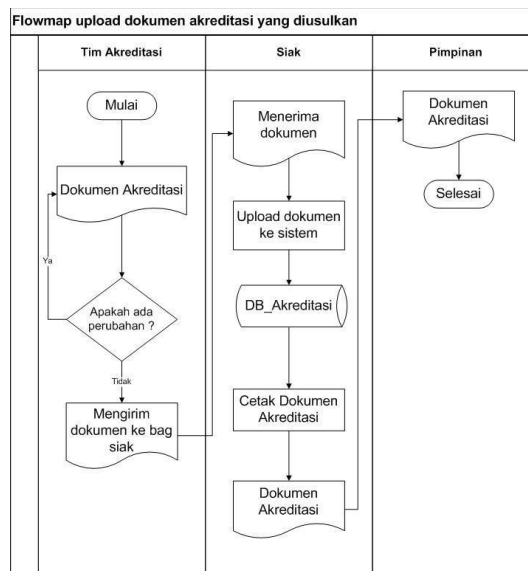 Flowmap upload dokumen akreditasi yang diusulkan
Tim Akreditasi
Siak
Pimpinan
Mulai
Dokumen Akreditasi
Ya
Apakah ada
perubahan ?
Tidak
Mengirim
dokumen ke bag
siak
Menerima
dokumen
Upload dokumen
ke sistem
DB_Akreditasi
Cetak Dokumen
Akreditasi
Dokumen
Akreditasi
Dokumen
Akreditasi
Selesai